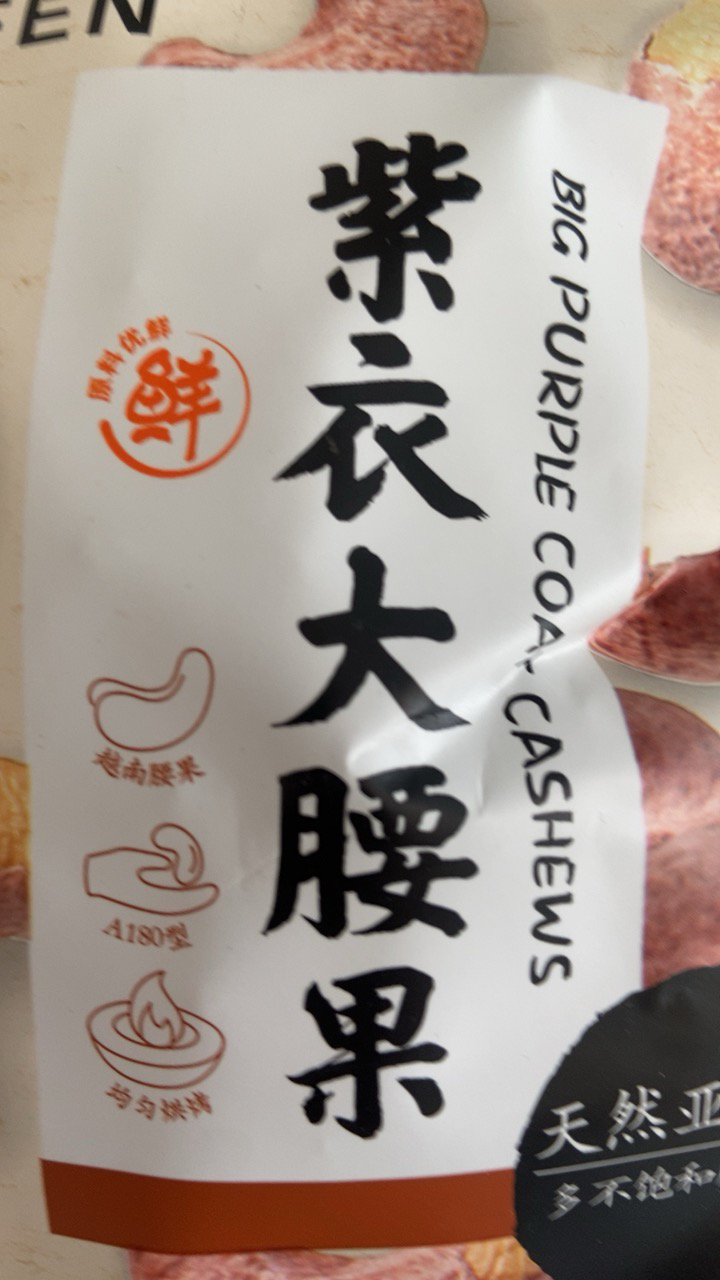 EEN
紫衣大腰果
BIG PURPLE COAT CASHEWS
原料优鲜
鲜
越南腰果
A180型
均匀烘焙
天然亚
多不饱和